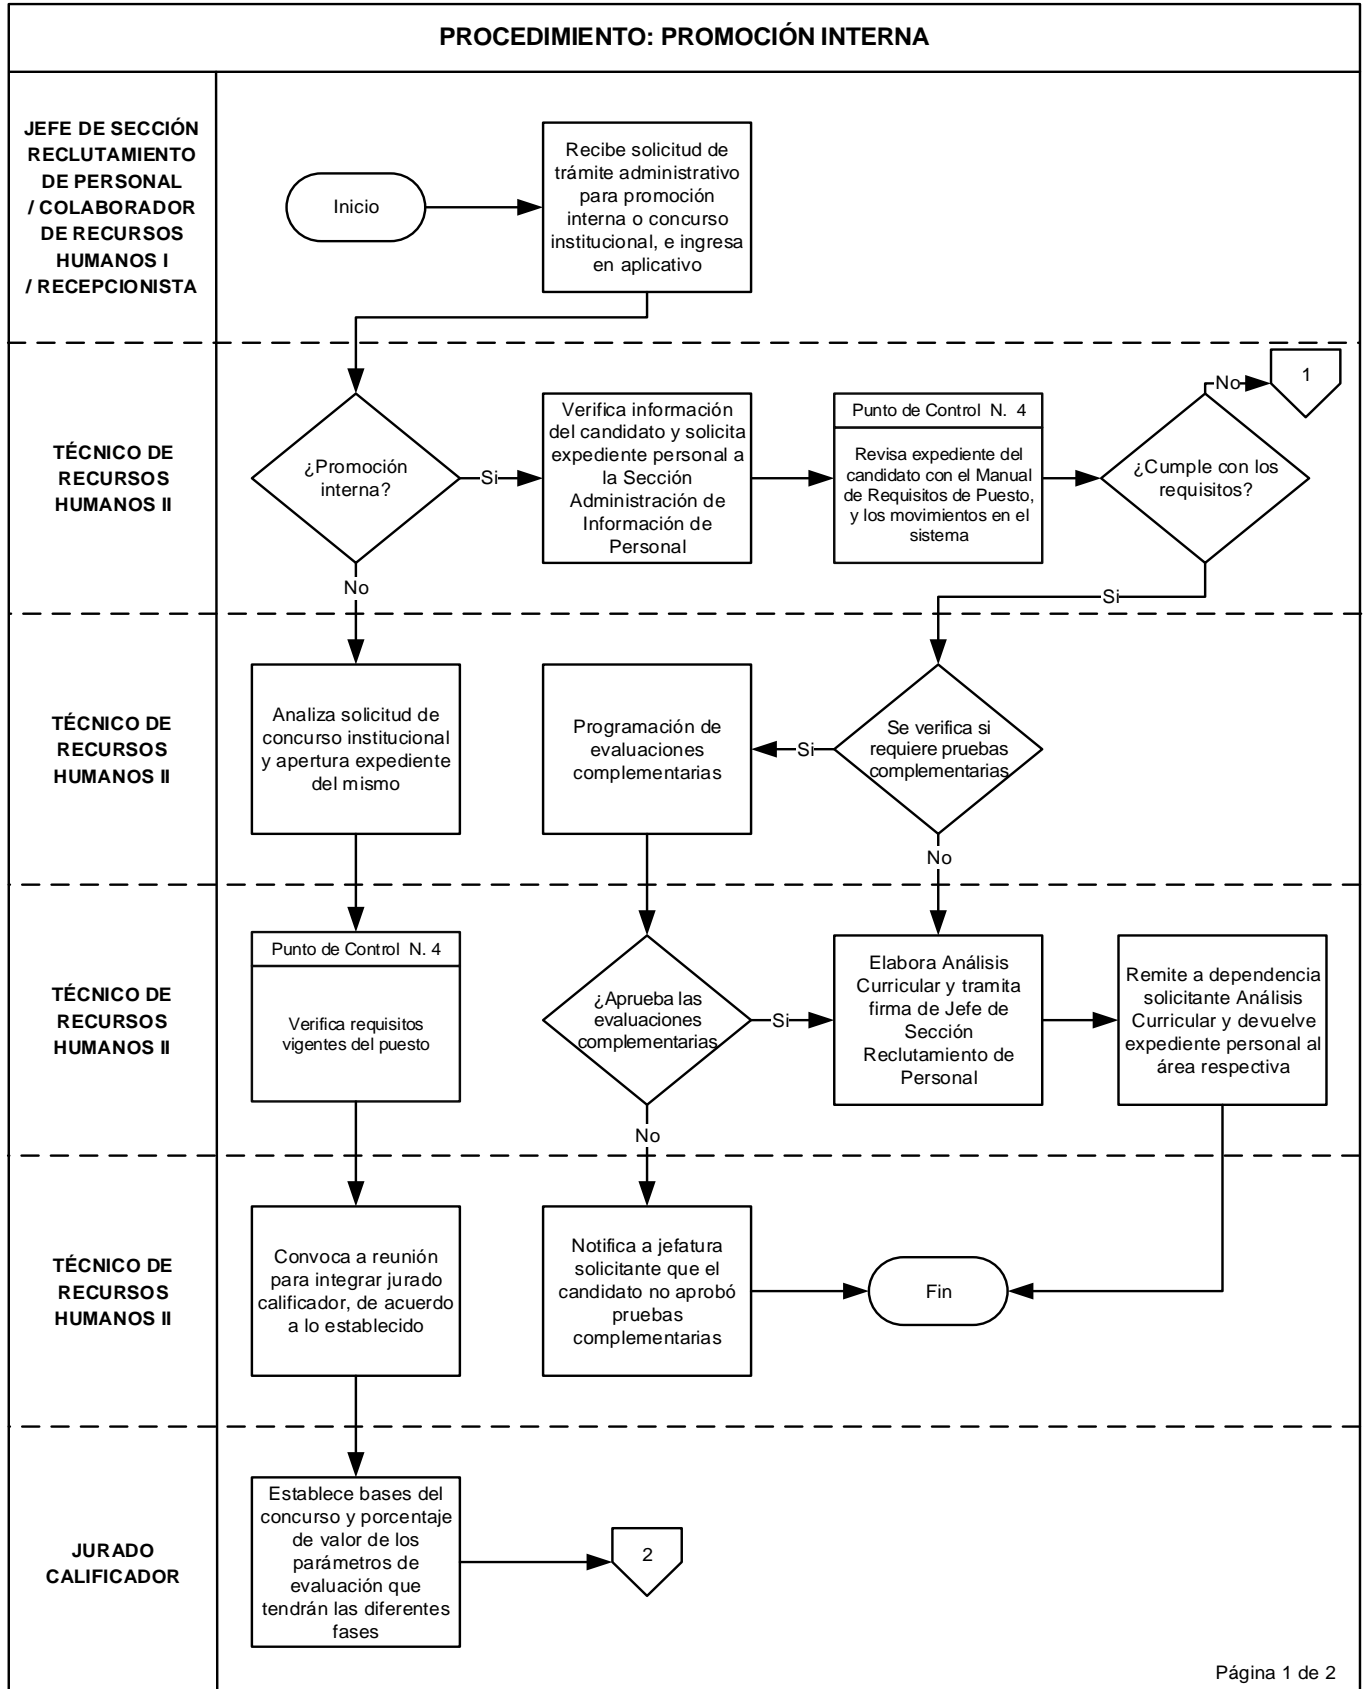 PROCEDIMIENTO: PROMOCIÓN INTERNA
JEFE DE SECCIÓN
RECLUTAMIENTO
DE PERSONAL
/ COLABORADOR
DE RECURSOS
HUMANOS I
/ RECEPCIONISTA
Inicio
Recibe solicitud de
trámite administrativo
para promoción
interna o concurso
institucional, e ingresa
en aplicativo
TÉCNICO DE
RECURSOS
HUMANOS II
¿Promoción
interna?
Si
No
Verifica información
del candidato y solicita
expediente personal a
la Sección
Administración de
Información de
Personal
Punto de Control N. 4
Revisa expediente del
candidato con el Manual
de Requisitos de Puesto,
y los movimientos en el
sistema
¿Cumple con los
requisitos?
No
1
Si
TÉCNICO DE
RECURSOS
HUMANOS II
Analiza solicitud de
concurso institucional
y apertura expediente
del mismo
Programación de
evaluaciones
complementarias
Si
Se verifica si
requiere pruebas
complementarias
No
TÉCNICO DE
RECURSOS
HUMANOS II
Punto de Control N. 4
Verifica requisitos
vigentes del puesto
¿Aprueba las
evaluaciones
complementarias
Si
No
Elabora Análisis
Curricular y tramita
firma de Jefe de
Sección
Reclutamiento de
Personal
Remite a dependencia
solicitante Análisis
Curricular y devuelve
expediente personal al
área respectiva
TÉCNICO DE
RECURSOS
HUMANOS II
Convoca a reunión
para integrar jurado
calificador, de acuerdo
a lo establecido
Notifica a jefatura
solicitante que el
candidato no aprobó
pruebas
complementarias
Fin
JURADO
CALIFICADOR
Establece bases del
concurso y porcentaje
de valor de los
parámetros de
evaluación que
tendrán las diferentes
fases
2
Página 1 de 2